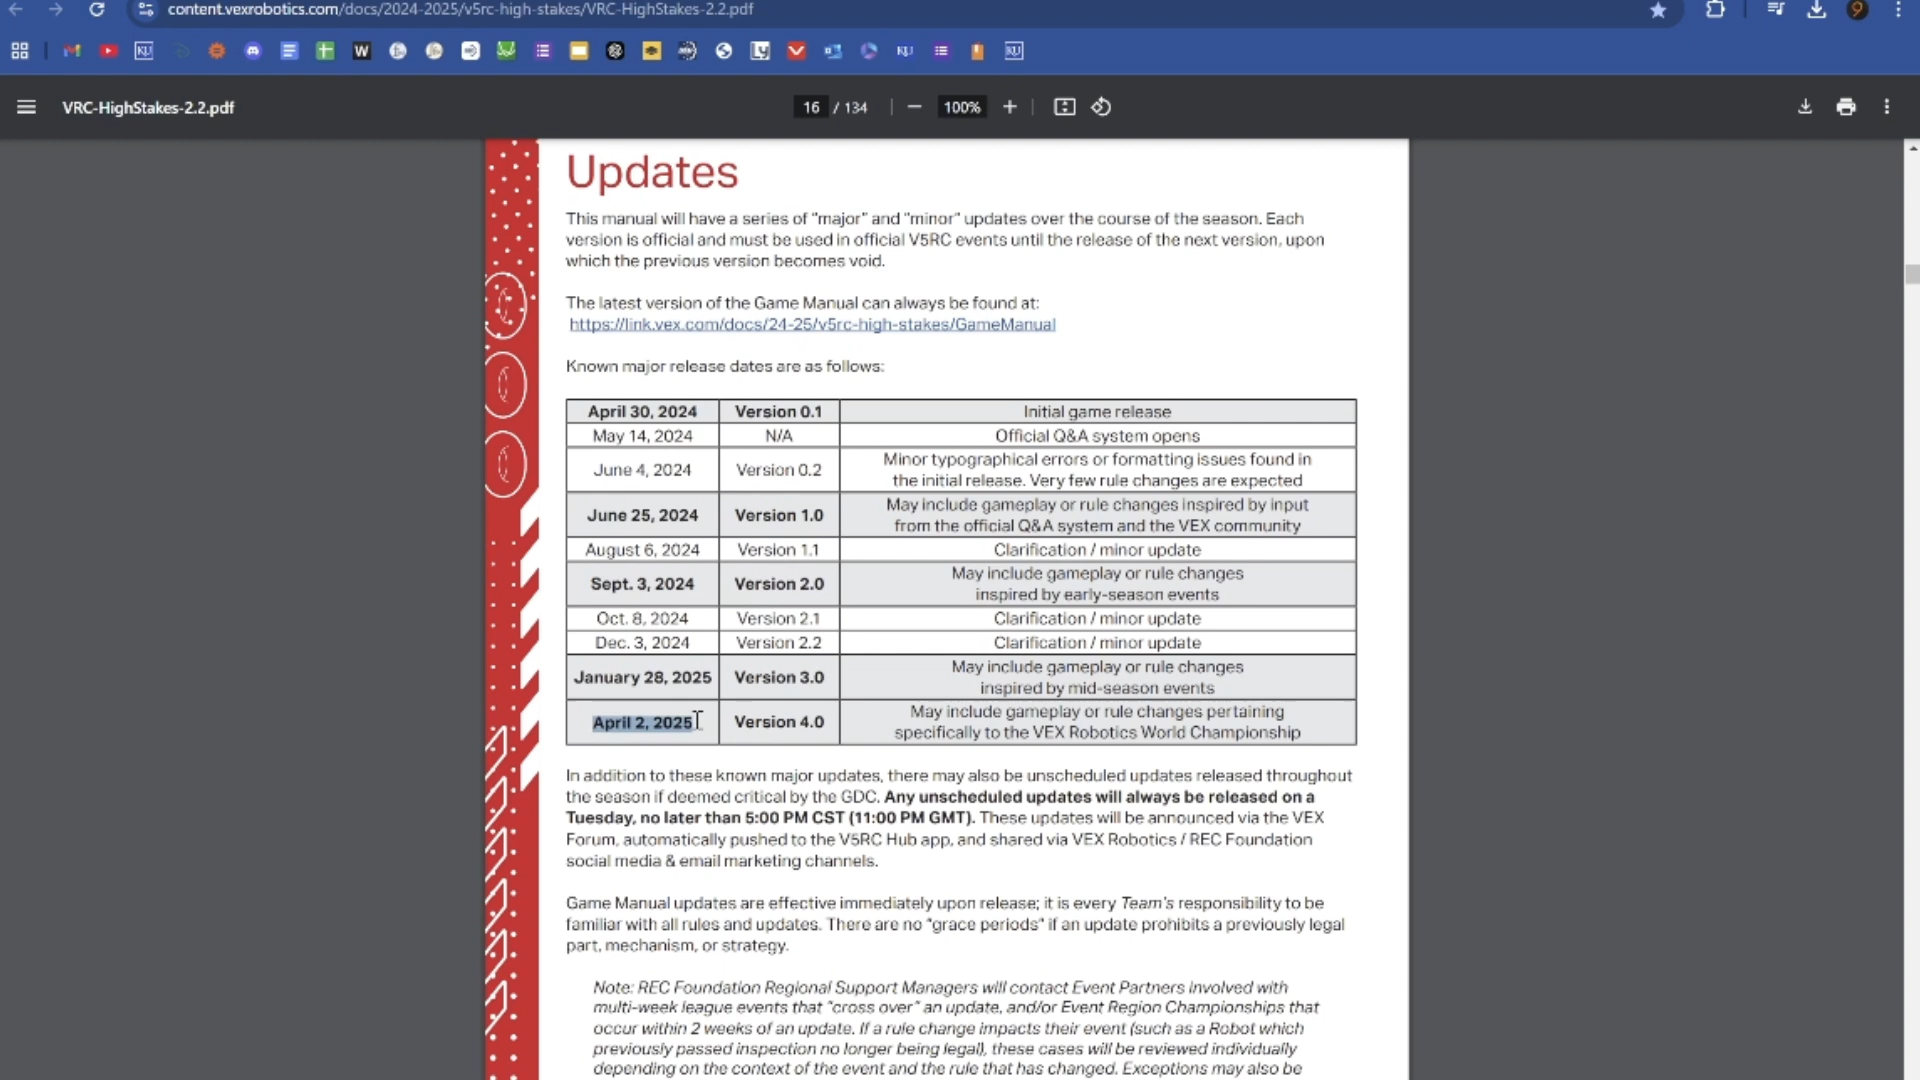 content.vexrobotics.com/docs/2024-2025/v5rc-high-stakes/VRC-HighStakes-2.2.pdf
VRC-HighStakes-2.2.pdf
16 / 134
100%
Updates
This manual will have a series of "major" and "minor" updates over the course of the season. Each
version is official and must be used in official V5RC events until the release of the next version, upon
which the previous version becomes void.
The latest version of the Game Manual can always be found at:
https://link.vex.com/docs/24-25/v5rc-high-stakes/GameManual
Known major release dates are as follows:
April 30, 2024 Version 0.1 Initial game release
May 14, 2024 N/A Official Q&A system opens
June 4, 2024 Version 0.2 Minor typographical errors or formatting issues found in
the initial release. Very few rule changes are expected
June 25, 2024 Version 1.0 May include gameplay or rule changes inspired by input
from the official Q&A system and the VEX community
August 6, 2024 Version 1.1 Clarification / minor update
Sept. 3, 2024 Version 2.0 May include gameplay or rule changes
inspired by early-season events
Oct. 8, 2024 Version 2.1 Clarification / minor update
Dec. 3, 2024 Version 2.2 Clarification / minor update
January 28, 2025 Version 3.0 May include gameplay or rule changes
inspired by mid-season events
April 2, 2025 Version 4.0 May include gameplay or rule changes pertaining
specifically to the VEX Robotics World Championship
In addition to these known major updates, there may also be unscheduled updates released throughout
the season if deemed critical by the GDC. Any unscheduled updates will always be released on a
Tuesday, no later than 5:00 PM CST (11:00 PM GMT). These updates will be announced via the VEX
Forum, automatically pushed to the V5RC Hub app, and shared via VEX Robotics / REC Foundation
social media & email marketing channels.
Game Manual updates are effective immediately upon release; it is every Team's responsibility to be
familiar with all rules and updates. There are no "grace periods" if an update prohibits a previously legal
part, mechanism, or strategy.
Note: REC Foundation Regional Support Managers will contact Event Partners involved with
multi-week league events that "cross over" an update, and/or Event Region Championships that
occur within 2 weeks of an update. If a rule change impacts their event (such as a Robot which
previously passed inspection no longer being legal), these cases will be reviewed individually
depending on the context of the event and the rule that has changed. Exceptions may also be